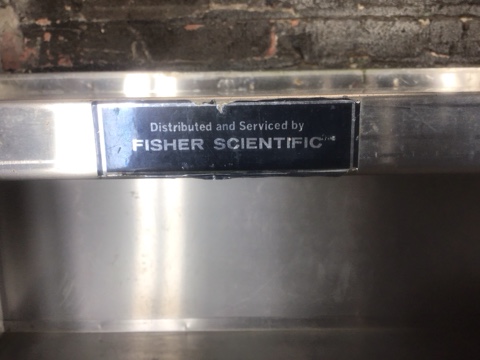 Distributed and Serviced by
FISHER SCIENTIFIC™